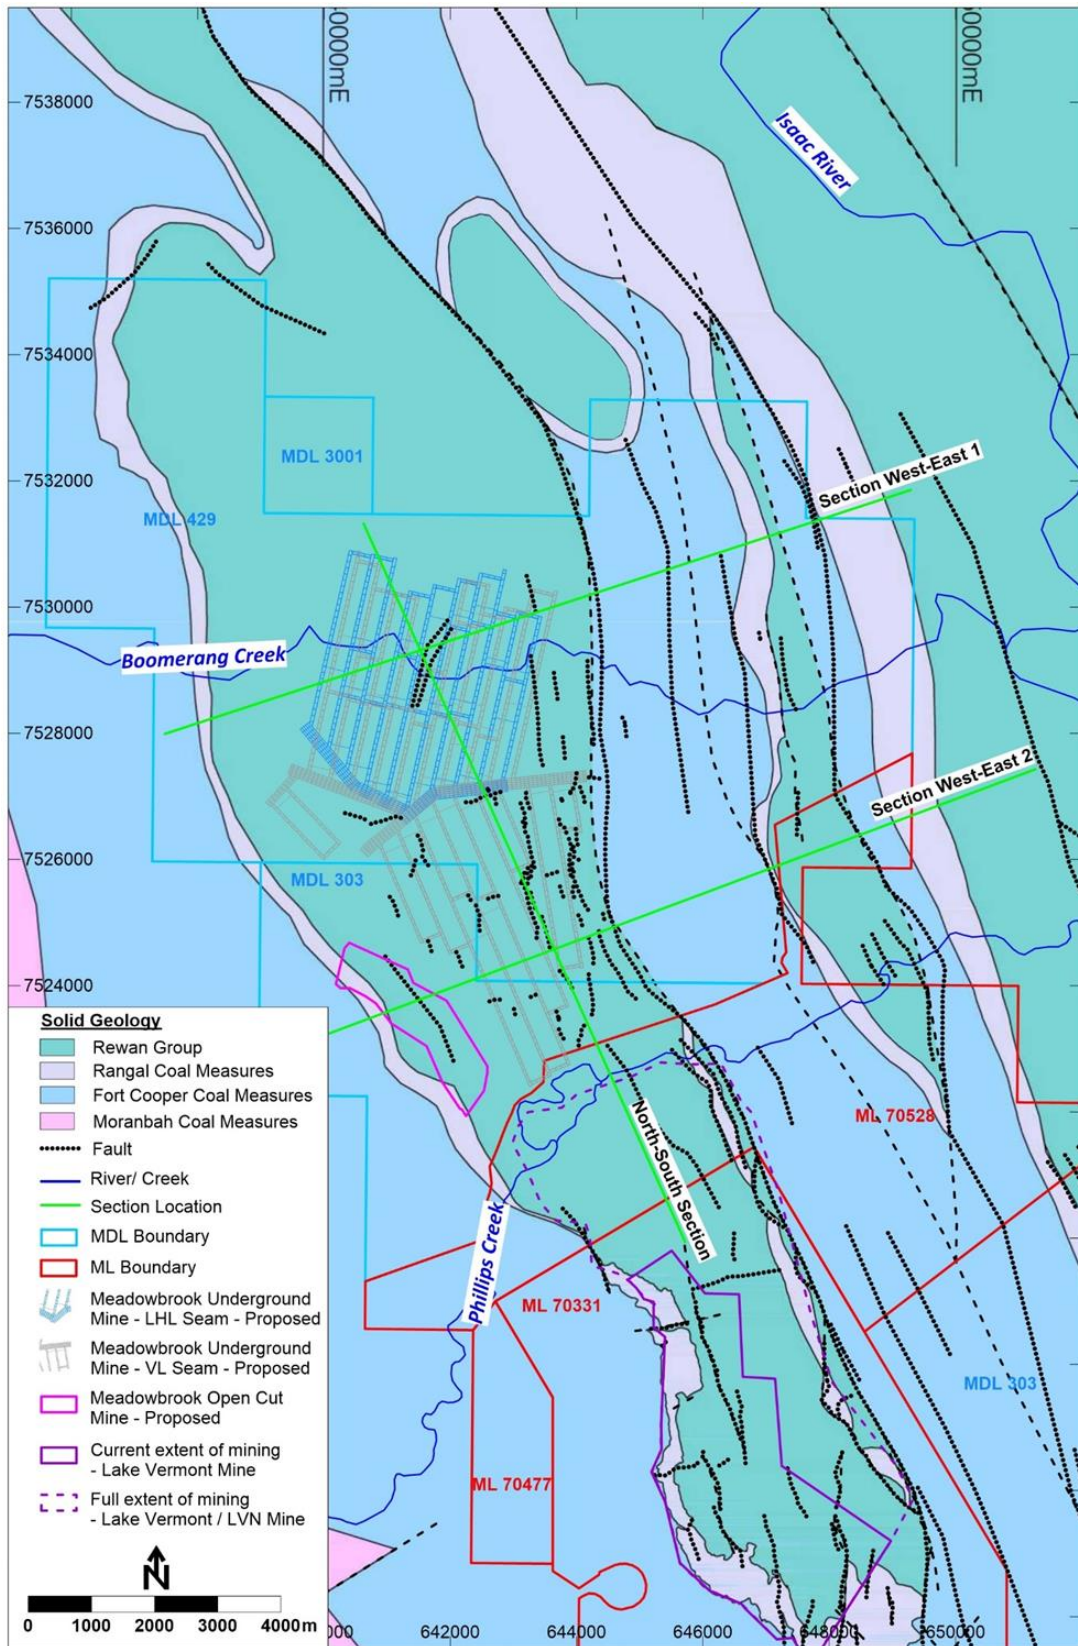 0000mE
0000mE
7538000
Isaac River
7536000
7534000
MDL 3001
7532000
Section West-East 1
MDL 429
7530000
Boomerang Creek
7528000
Section West-East 2
7526000
MDL 303
7524000
Solid Geology
Rewan Group
Rangal Coal Measures
Fort Cooper Coal Measures
Moranbah Coal Measures
Fault
River/ Creek
Section Location
MDL Boundary
ML Boundary
Meadowbrook Underground
Mine - LHL Seam - Proposed
Meadowbrook Underground
Mine - VL Seam - Proposed
Meadowbrook Open Cut
Mine - Proposed
Current extent of mining
- Lake Vermont Mine
Full extent of mining
- Lake Vermont / LVN Mine
N
0 1000 2000 3000 4000m
ML 70528
North-South Section
Phillips Creek
ML 70331
MDL 303
ML 70477
0000
642000
644000
646000
648000
650000